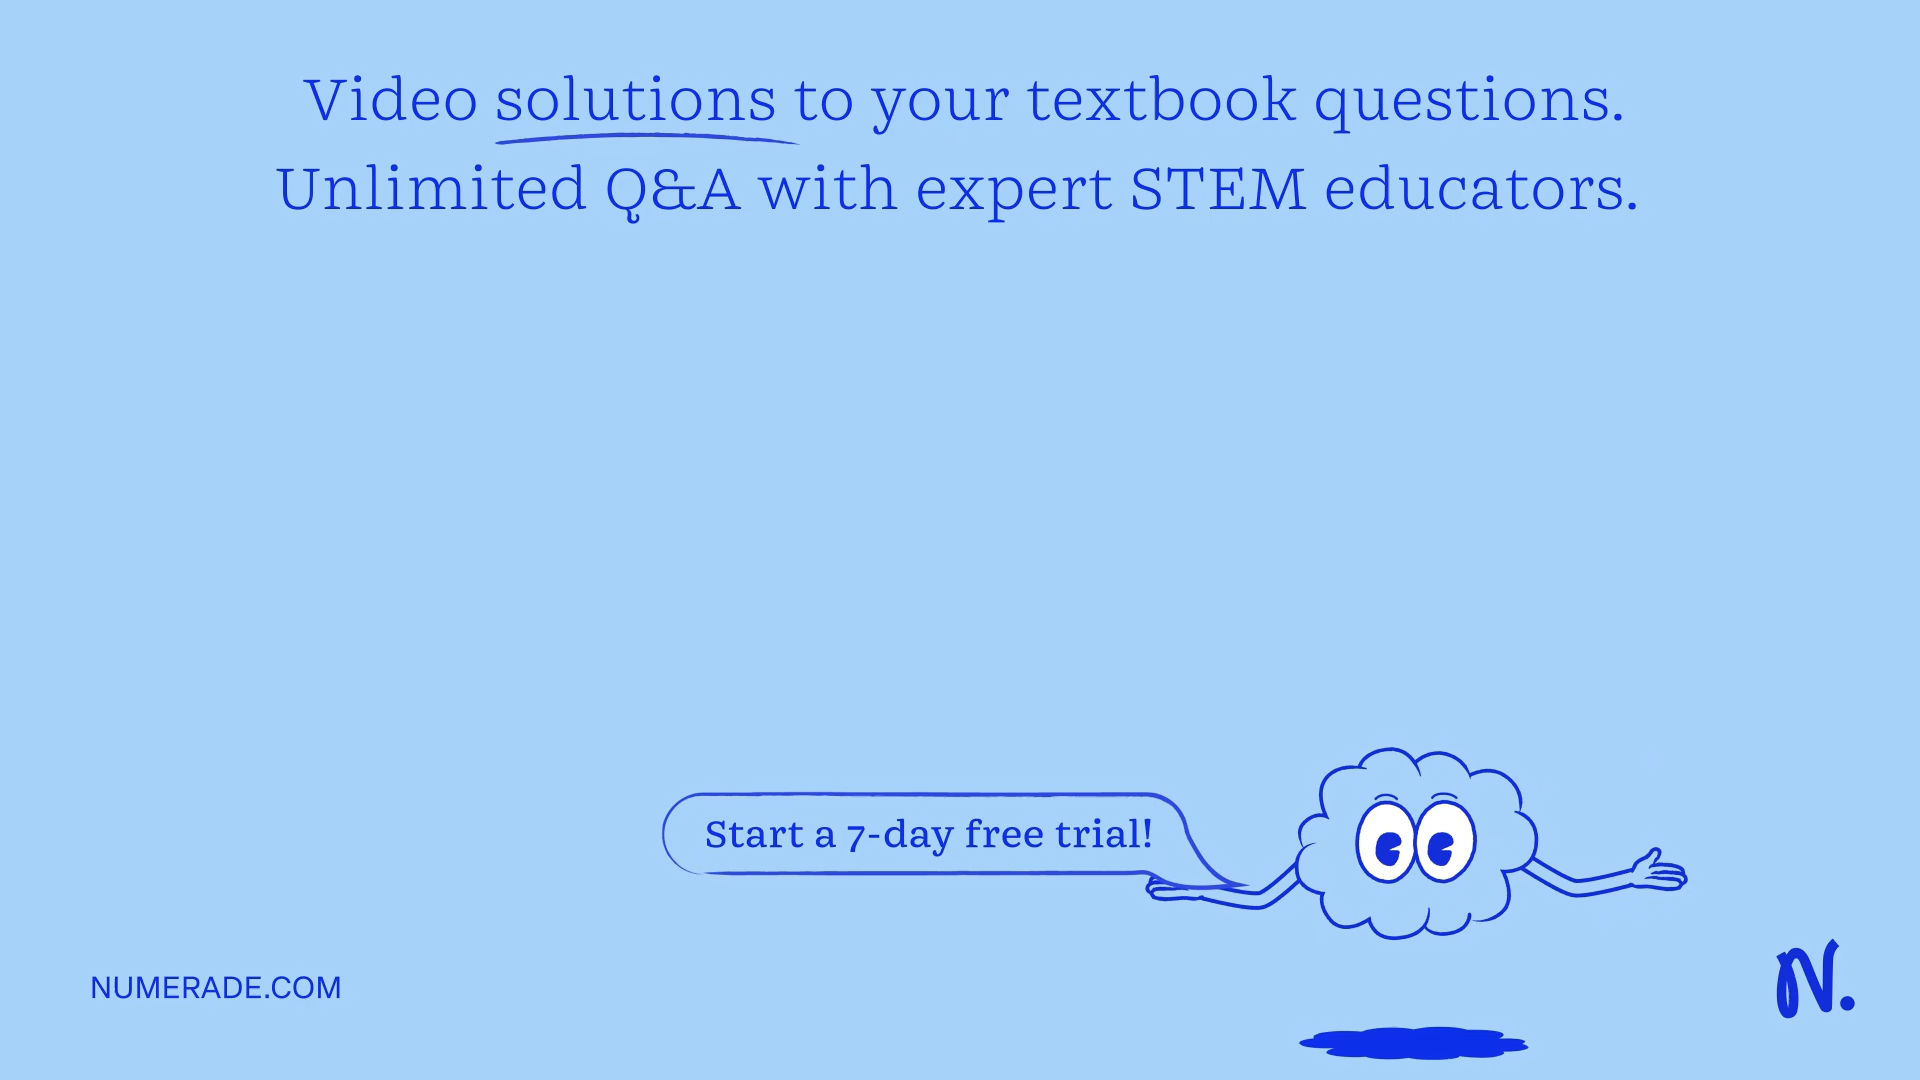 Video solutions to your textbook questions.
Unlimited Q&A with expert STEM educators.
Start a 7-day free trial!
NUMERADE.COM
N.